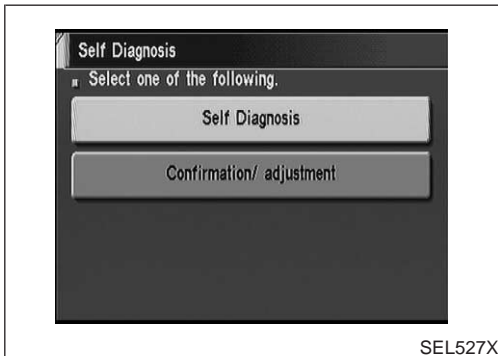 Self Diagnosis
Select one of the following.
Self Diagnosis
Confirmation/ adjustment
SEL527X